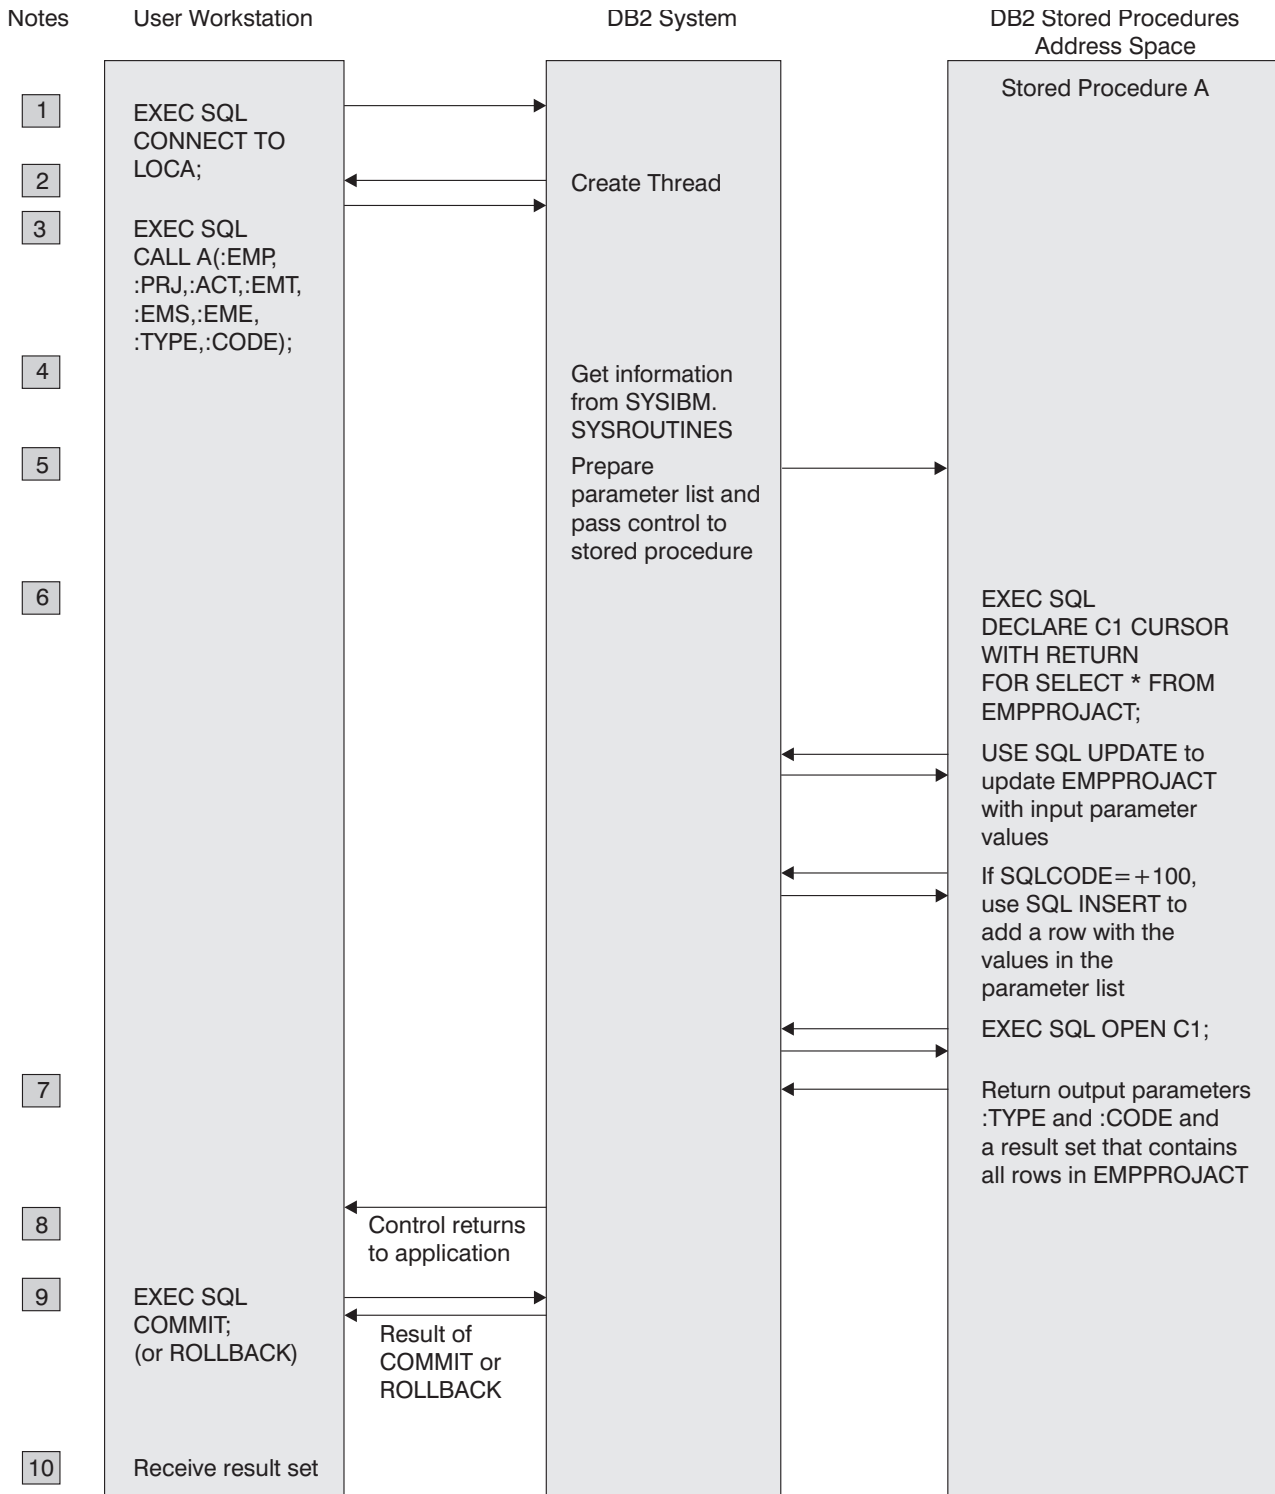 Notes
User Workstation
DB2 System
DB2 Stored Procedures
Address Space
Stored Procedure A
1
EXEC SQL
CONNECT TO
LOCA;
2
Create Thread
3
EXEC SQL
CALL A(:EMP,
:PRJ,:ACT,:EMT,
:EMS,:EME,
:TYPE,:CODE);
4
Get information
from SYSIBM.
SYSROUTINES
5
Prepare
parameter list and
pass control to
stored procedure
6
EXEC SQL
DECLARE C1 CURSOR
WITH RETURN
FOR SELECT * FROM
EMPPROJACT;
USE SQL UPDATE to
update EMPPROJACT
with input parameter
values
If SQLCODE=+100,
use SQL INSERT to
add a row with the
values in the
parameter list
EXEC SQL OPEN C1;
7
Return output parameters
:TYPE and :CODE and
a result set that contains
all rows in EMPPROJACT
8
Control returns
to application
9
EXEC SQL
COMMIT;
(or ROLLBACK)
Result of
COMMIT or
ROLLBACK
10
Receive result set